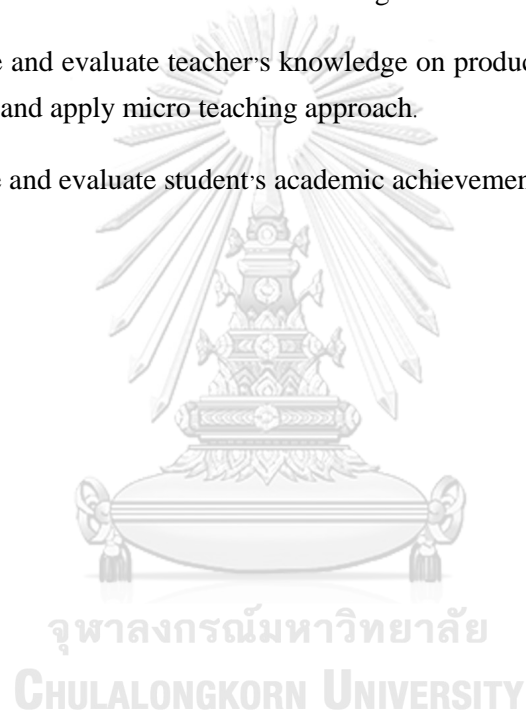 e and evaluate teacher's knowledge on produc
and apply micro teaching approach.
e and evaluate student's academic achievemen
จุฬาลงกรณ์มหาวิทยาลัย
CHULALONGKORN UNIVERSITY